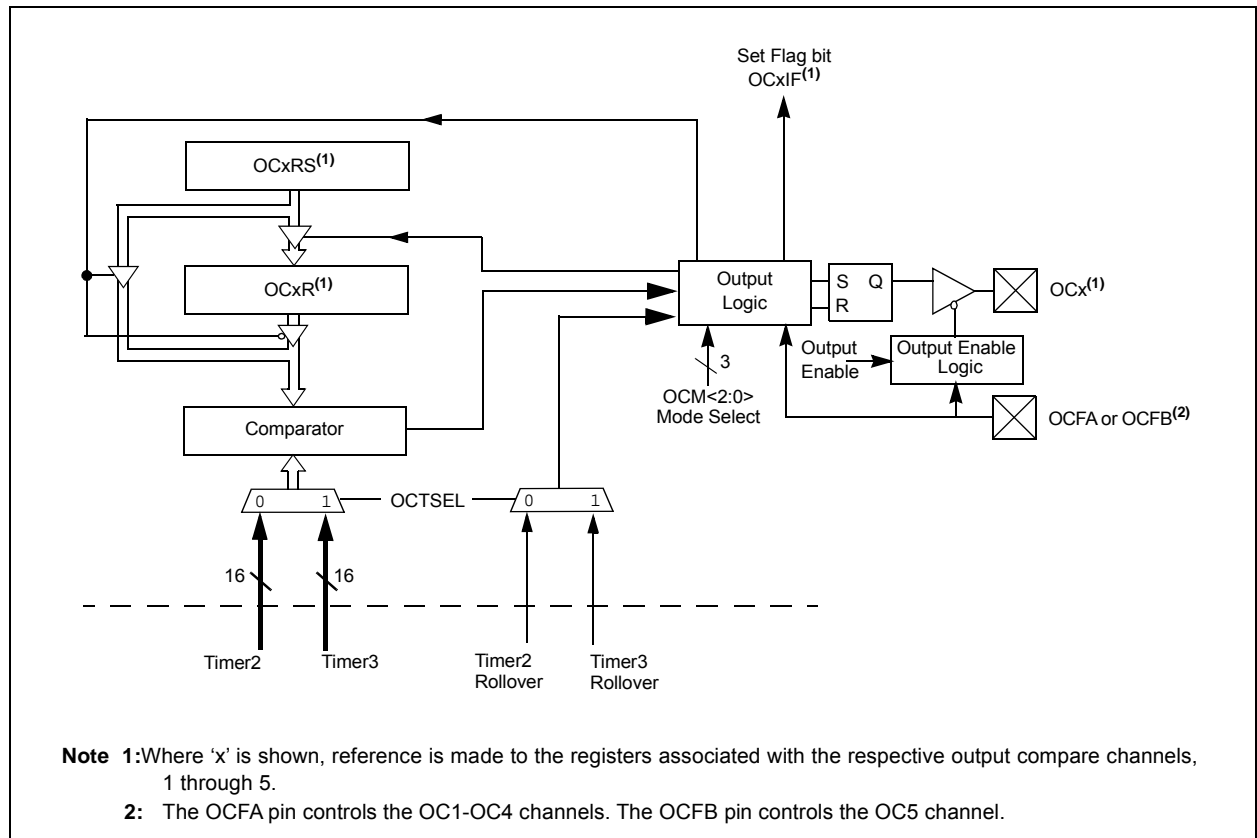 Set Flag bit
OCxIF(1)
OCxRS(1)
OCxR(1)
Output
Logic
S Q
R
OCx(1)
Output
Enable
Output Enable
Logic
3
OCM<2:0>
Mode Select
OCFA or OCFB(2)
Comparator
0 1
OCTSEL
0 1
16
16
Timer2
Timer3
Timer2
Rollover
Timer3
Rollover
Note 1:Where ‘x’ is shown, reference is made to the registers associated with the respective output compare channels,
1 through 5.
2: The OCFA pin controls the OC1-OC4 channels. The OCFB pin controls the OC5 channel.